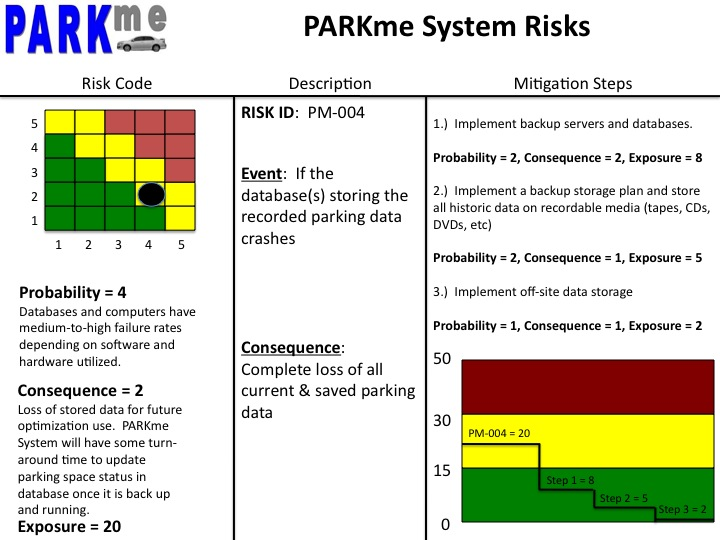 PARKme
PARKme System Risks
Risk Code
Description
Mitigation Steps
5
4
3
2
1
1 2 3 4 5
Probability = 4
Databases and computers have
medium-to-high failure rates
depending on software and
hardware utilized.
Consequence = 2
Loss of stored data for future
optimization use. PARKme
System will have some turn-
around time to update
parking space status in
database once it is back up
and running.
Exposure = 20
RISK ID: PM-004
Event: If the
database(s) storing the
recorded parking data
crashes
Consequence:
Complete loss of all
current & saved parking
data
1.) Implement backup servers and databases.
Probability = 2, Consequence = 2, Exposure = 8
2.) Implement a backup storage plan and store
all historic data on recordable media (tapes, CDs,
DVDs, etc)
Probability = 2, Consequence = 1, Exposure = 5
3.) Implement off-site data storage
Probability = 1, Consequence = 1, Exposure = 2
50
30
PM-004 = 20
15
Step 1 = 8
Step 2 = 5
Step 3 = 2
0